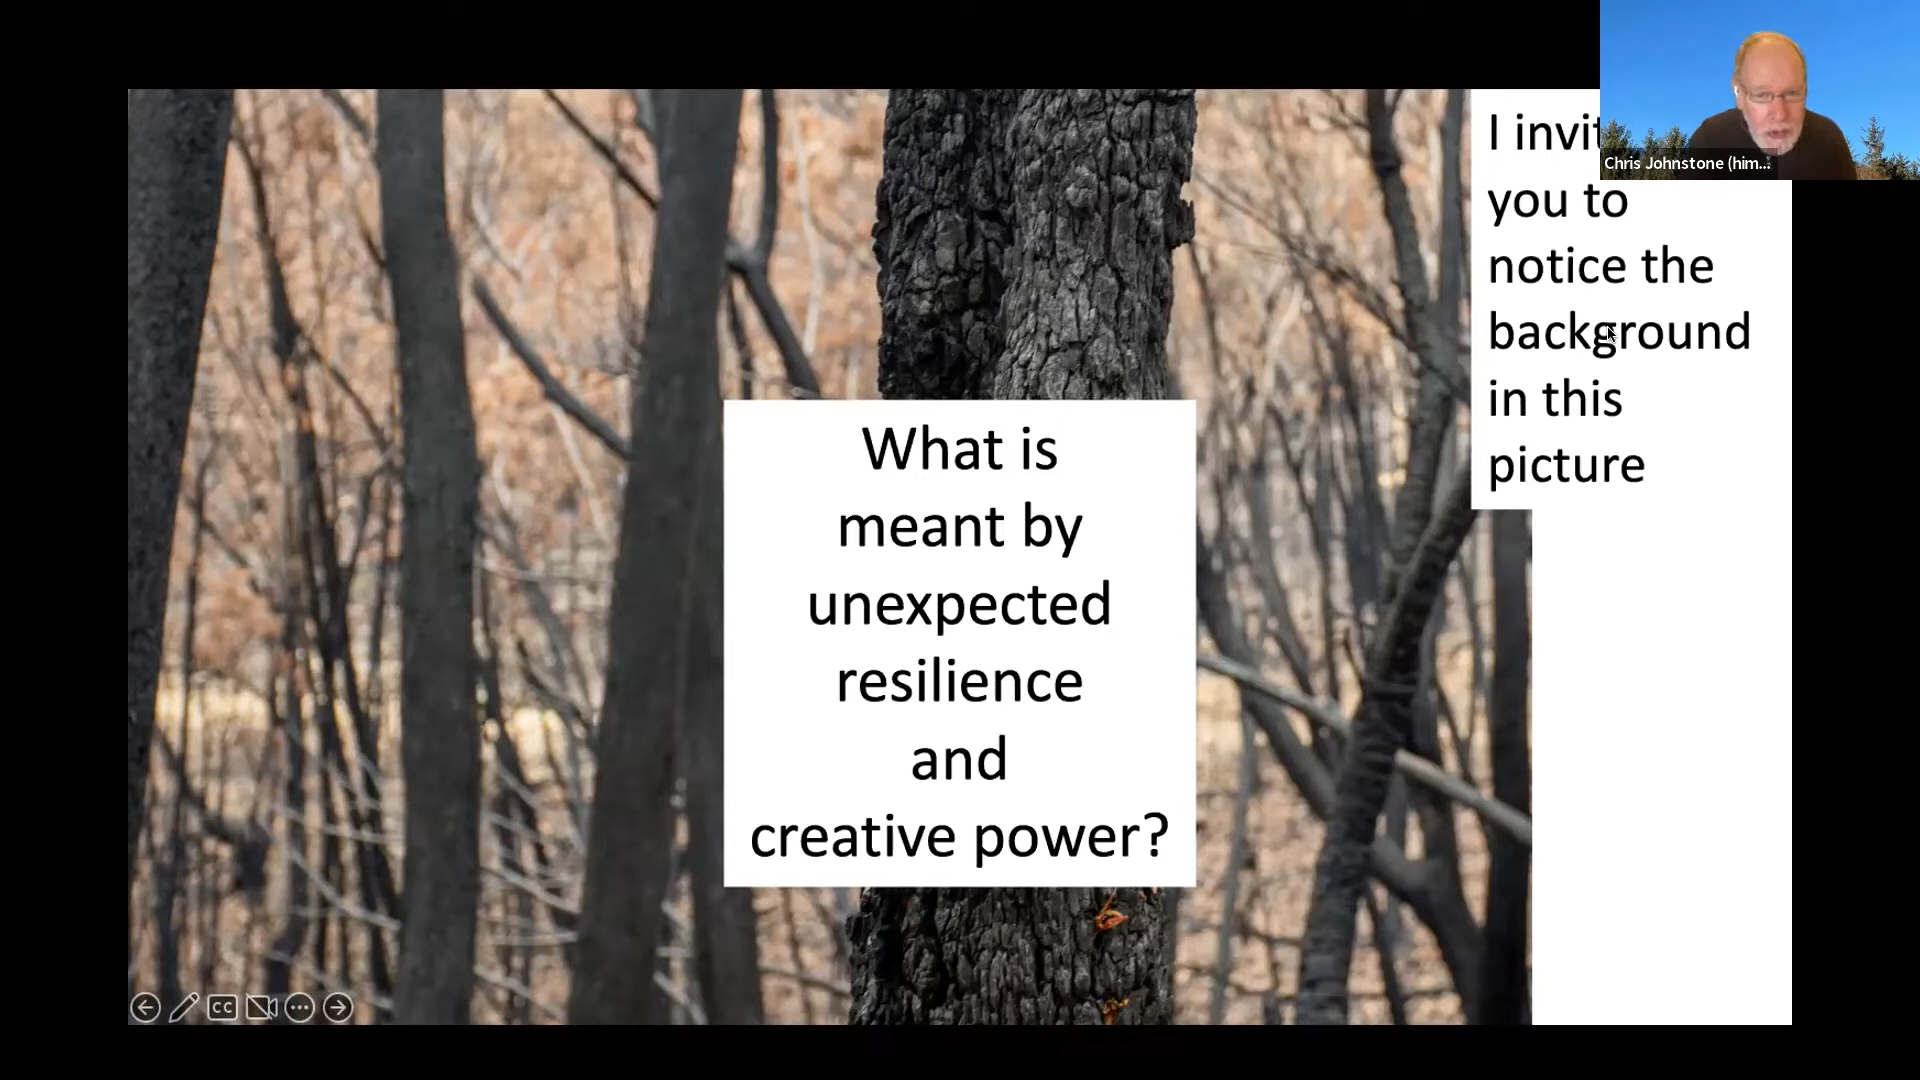 I invit
you to
notice the
background
in this
picture
Chris Johnstone (him...
What is
meant by
unexpected
resilience
and
creative power?
CC